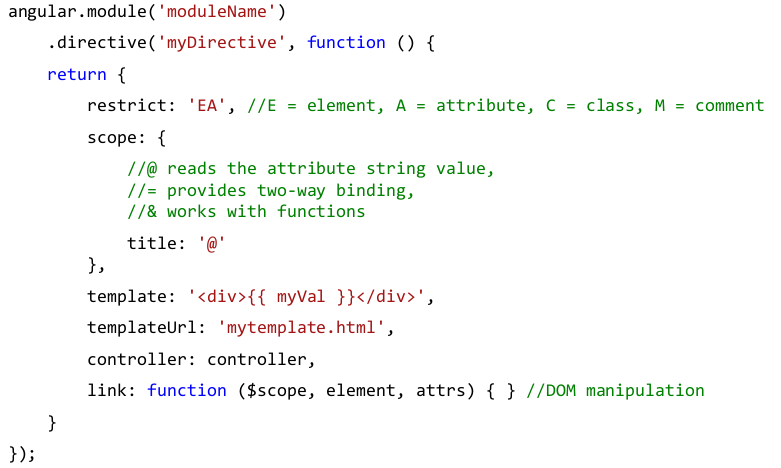 angular.module('moduleName')
    .directive('myDirective', function () {
    return {
        restrict: 'EA', //E = element, A = attribute, C = class, M = comment
        scope: {
            //@ reads the attribute string value,
            //= provides two-way binding,
            //& works with functions
            title: '@'
        },
        template: '<div>{{ myVal }}</div>',
        templateUrl: 'mytemplate.html',
        controller: controller,
        link: function ($scope, element, attrs) { } //DOM manipulation
    }
});